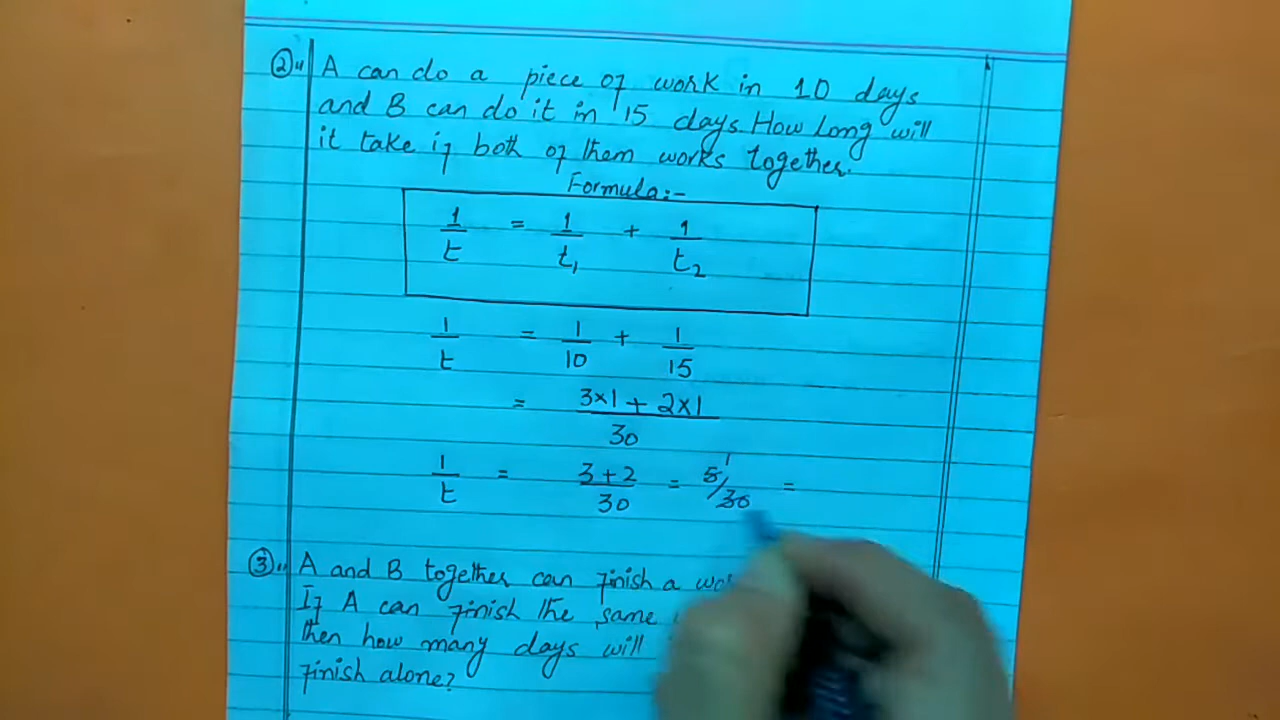 ② A can do a piece of work in 10 days
and B can do it in 15 days. How long will
it take if both of them works together.
Formula:-
1/t = 1/t₁ + 1/t₂
1/t = 1/10 + 1/15
= 3×1 + 2×1 / 30
1/t = 3+2/30 = 5/30 = 1
③ A and B together can finish a
If A can finish the same
then how many days will
finish alone?